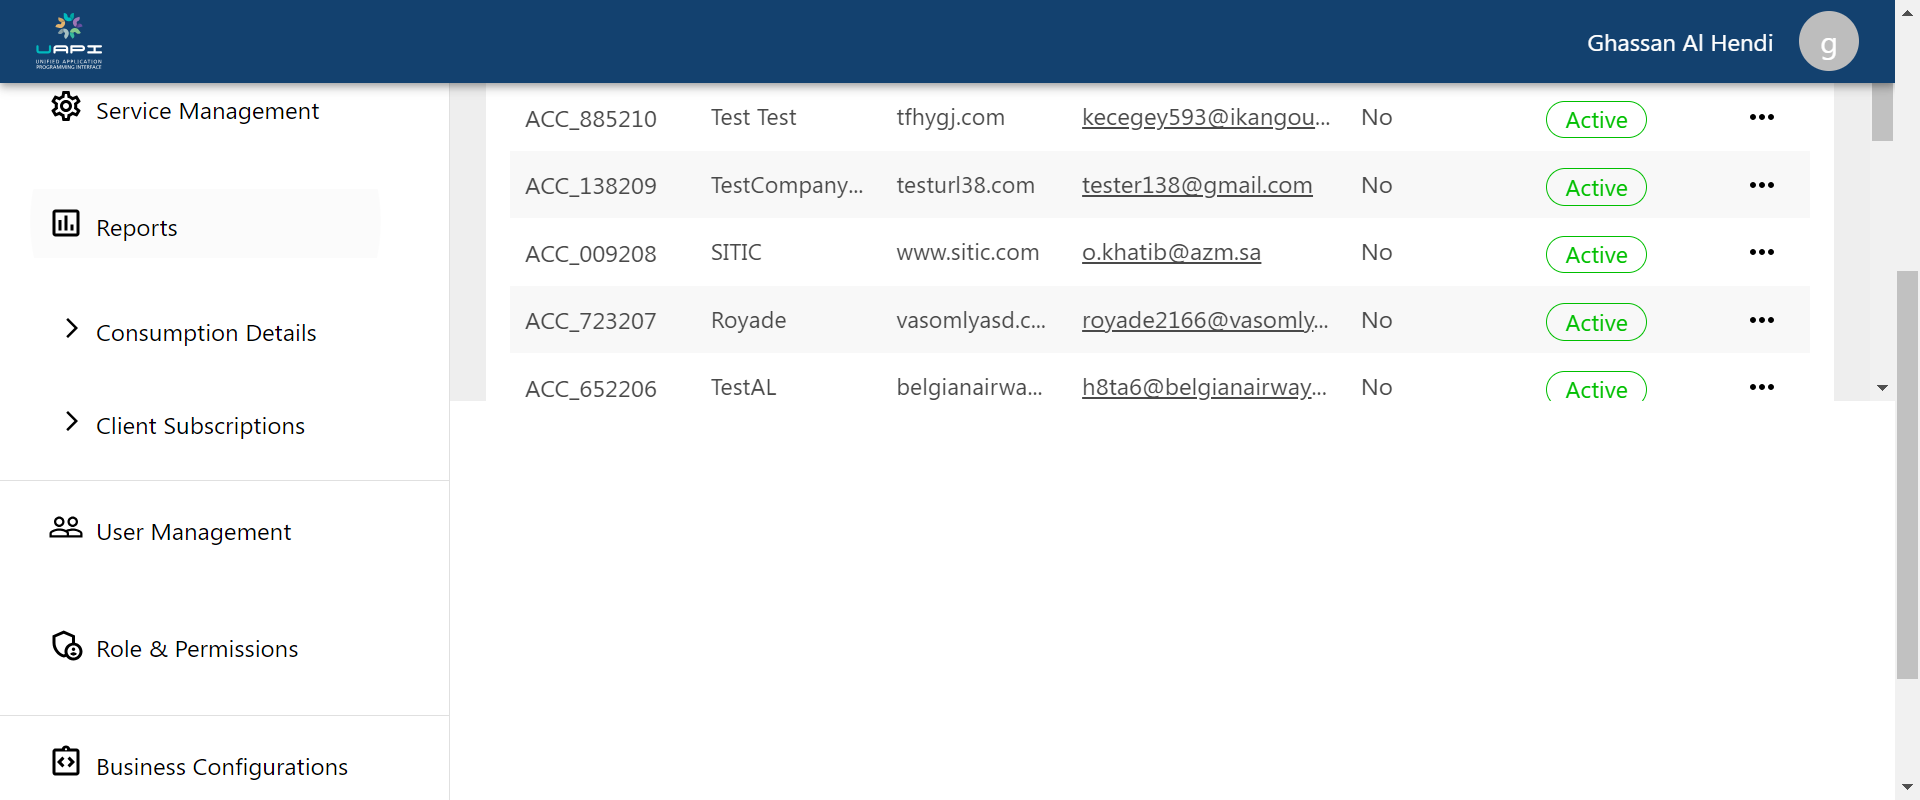 UAPI
UNIFIED APPLICATION
PROGRAMMING INTERFACE
Ghassan Al Hendi
g
Service Management
Reports
Consumption Details
Client Subscriptions
User Management
Role & Permissions
Business Configurations
ACC_885210 Test Test tfhygj.com kecegey593@ikangou... No Active
ACC_138209 TestCompany... testurl38.com tester138@gmail.com No Active
ACC_009208 SITIC www.sitic.com o.khatib@azm.sa No Active
ACC_723207 Royade vasomlyasd.c... royade2166@vasomly... No Active
ACC_652206 TestAL belgianairwa... h8ta6@belgianairway... No Active